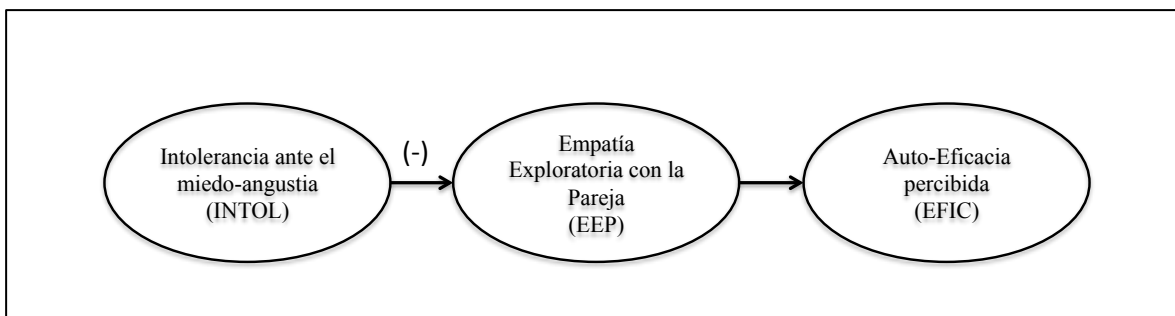 Intolerancia ante el
miedo-angustia
(INTOL)
(-)
Empatía
Exploratoria con la
Pareja
(EEP)
Auto-Eficacia
percibida
(EFIC)